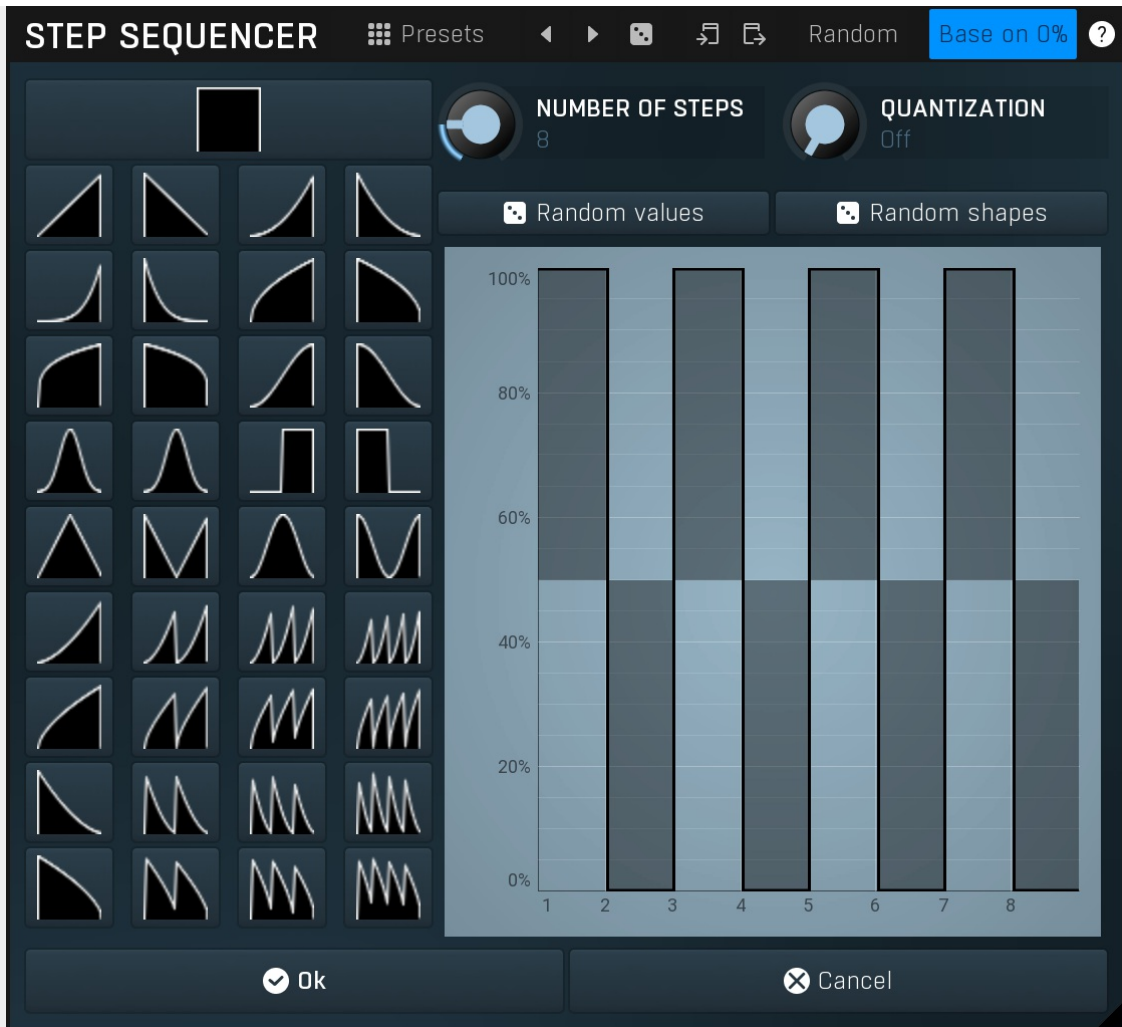 STEP SEQUENCER Presets Random Base on 0% ?
NUMBER OF STEPS
8
QUANTIZATION
Off
Random values Random shapes
100%
80%
60%
40%
20%
0%
1 2 3 4 5 6 7 8
Ok Cancel